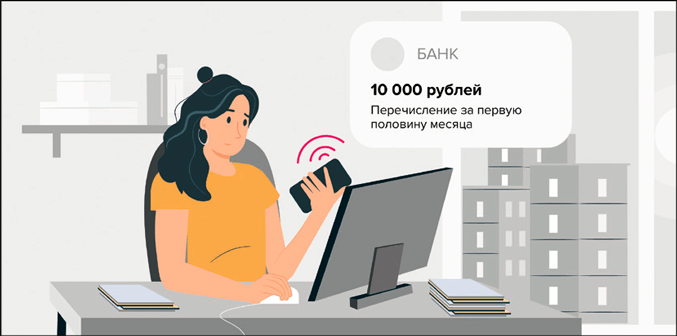 БАНК
10 000 рублей
Перечисление за первую
половину месяца